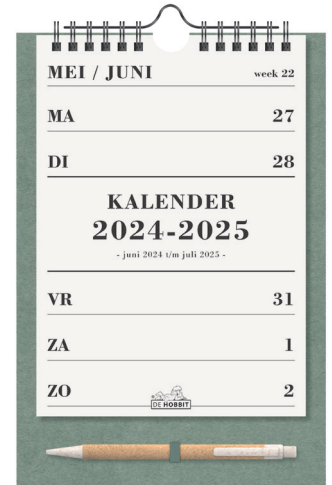 MEI / JUNI week 22
MA 27
DI 28
KALENDER
2024-2025
- juni 2024 t/m juli 2025 -
VR 31
ZA 1
ZO 2
DE HOBBIT